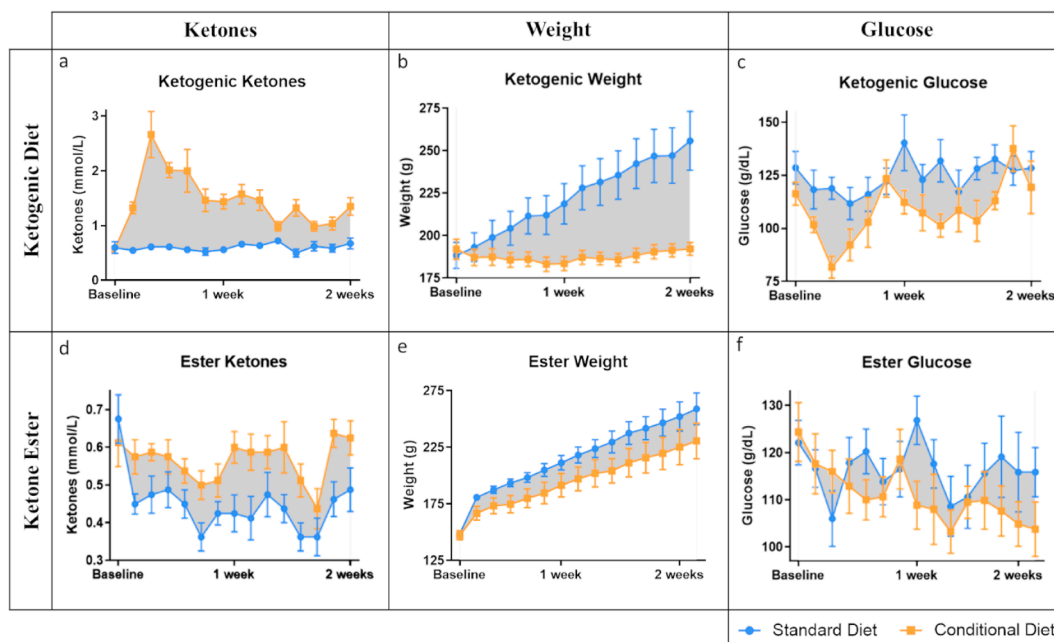 Ketones
Weight
Glucose
Ketogenic Diet
a
Ketogenic Ketones
Ketones (mmol/L)
3
2
1
0
Baseline
1 week
2 weeks
b
Ketogenic Weight
Weight (g)
275
250
225
200
175
Baseline
1 week
2 weeks
c
Ketogenic Glucose
Glucose (g/dL)
150
125
100
75
Baseline
1 week
2 weeks
Ketone Ester
d
Ester Ketones
Ketones (mmol/L)
0.7
0.6
0.5
0.4
0.3
Baseline
1 week
2 weeks
e
Ester Weight
Weight (g)
275
225
175
125
Baseline
1 week
2 weeks
f
Ester Glucose
Glucose (g/dL)
130
120
110
100
Baseline
1 week
2 weeks
Standard Diet
Conditional Diet